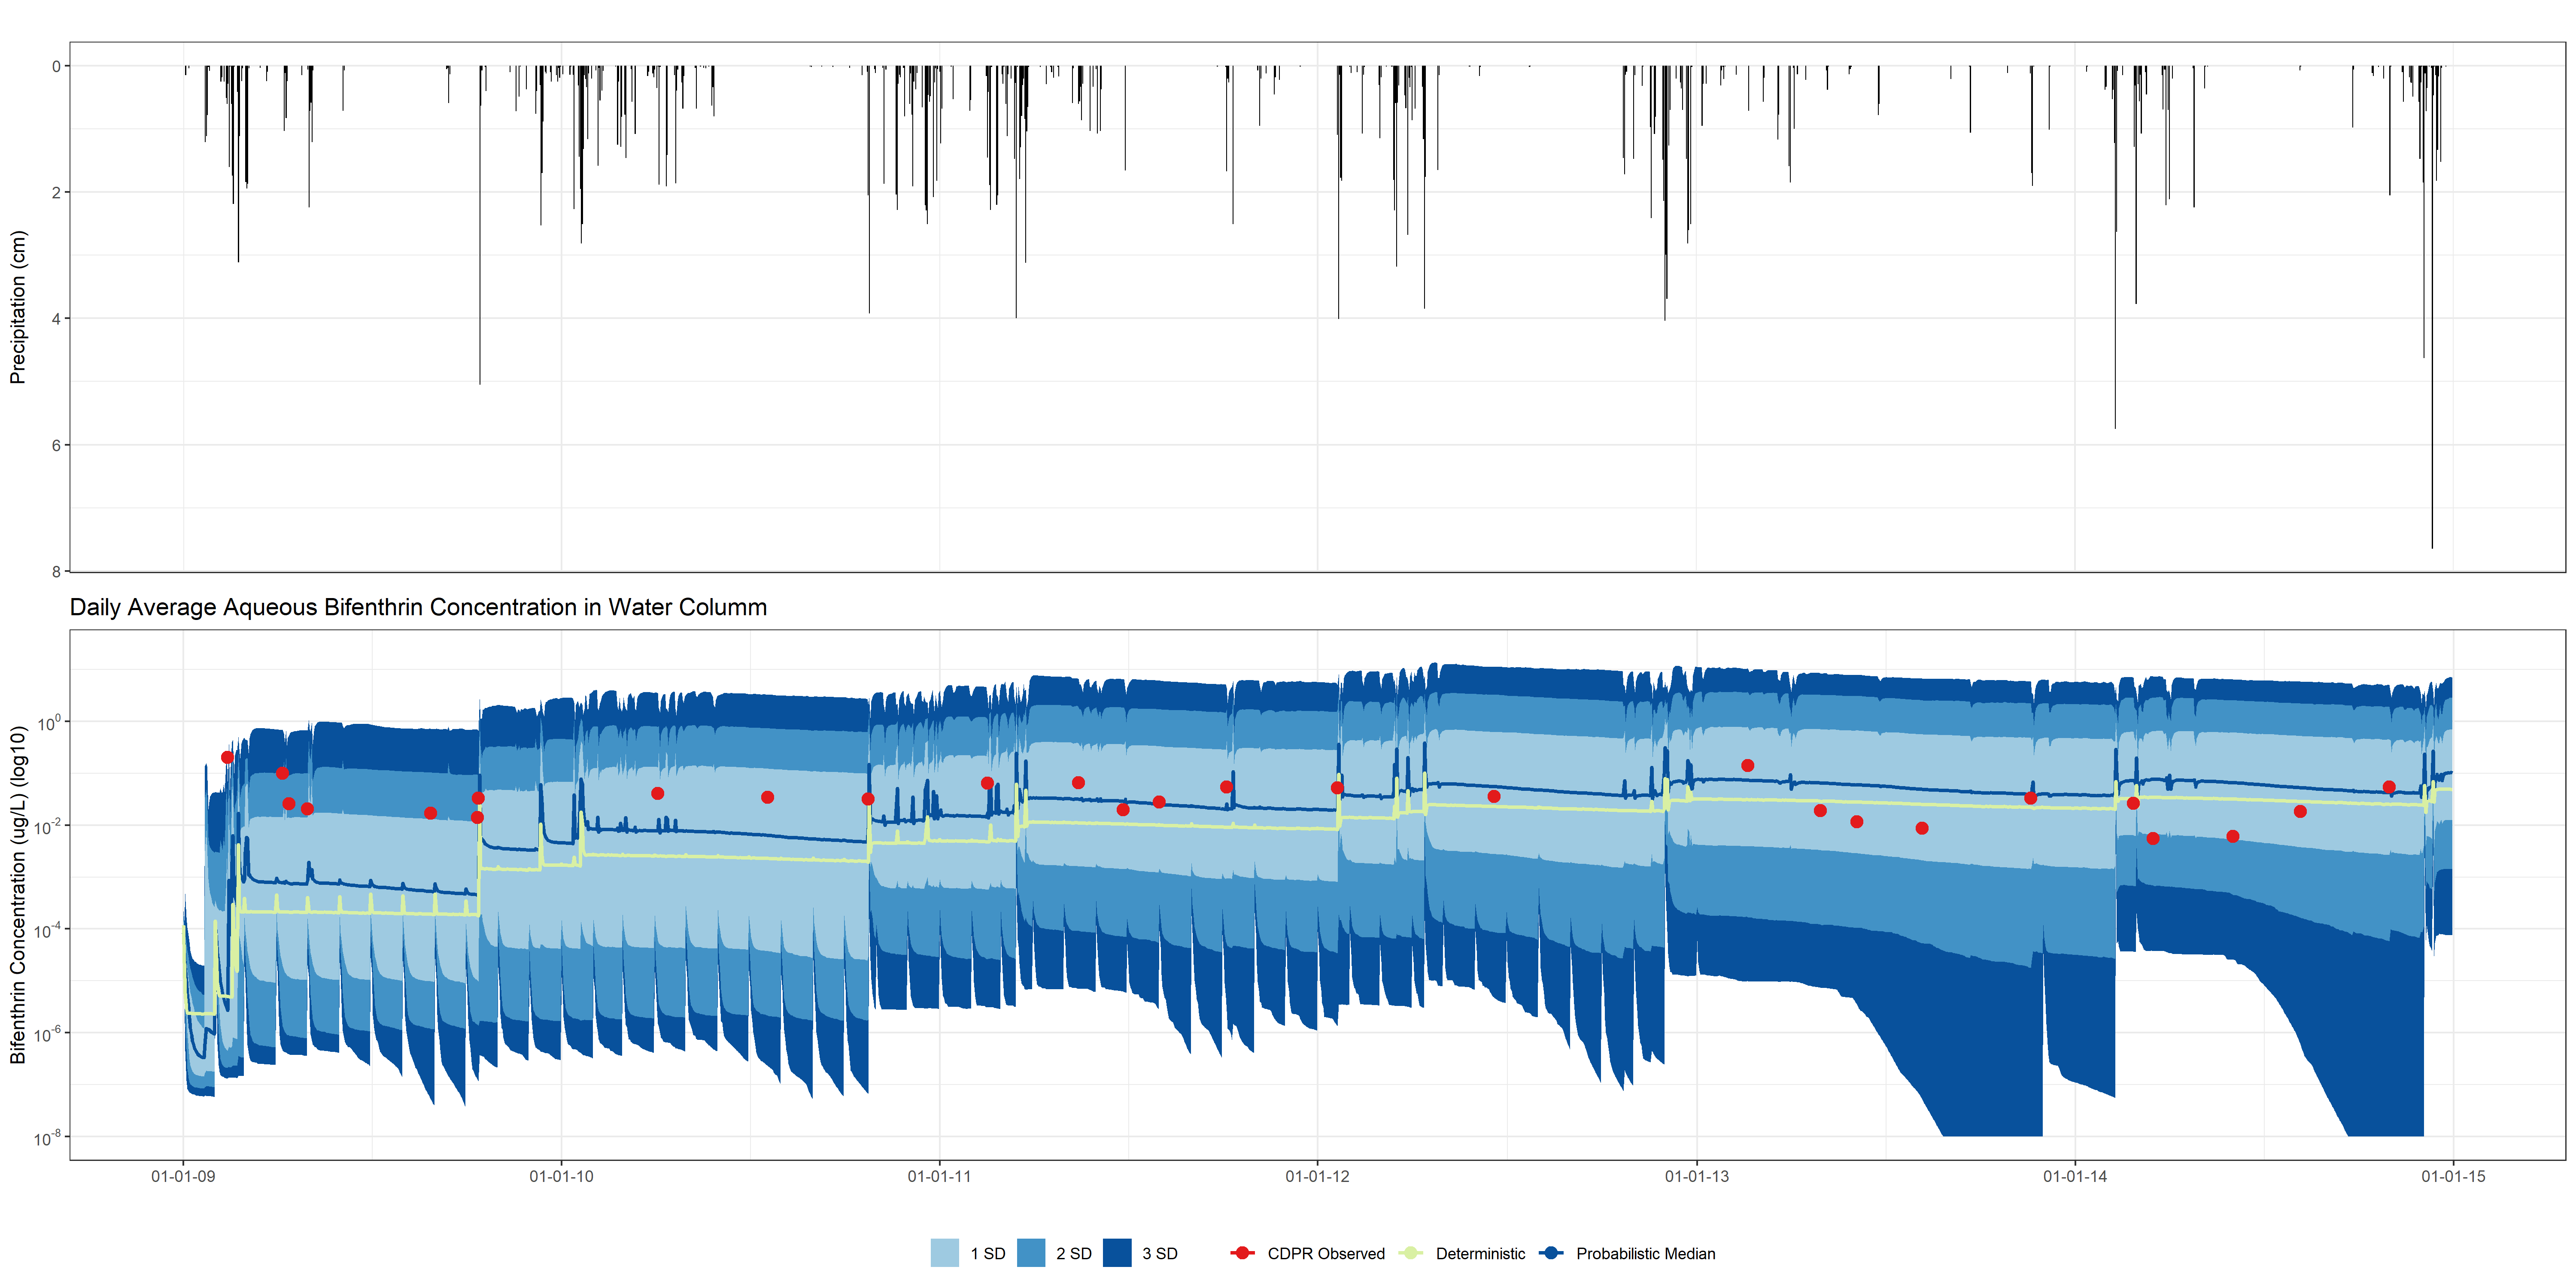 0
2
4
6
8
Precipitation (cm)
Daily Average Aqueous Bifenthrin Concentration in Water Columm
10^0
10^-2
10^-4
10^-6
10^-8
Bifenthrin Concentration (ug/L) (log10)
01-01-09 01-01-10 01-01-11 01-01-12 01-01-13 01-01-14 01-01-15
1 SD 2 SD 3 SD CDPR Observed Deterministic Probabilistic Median